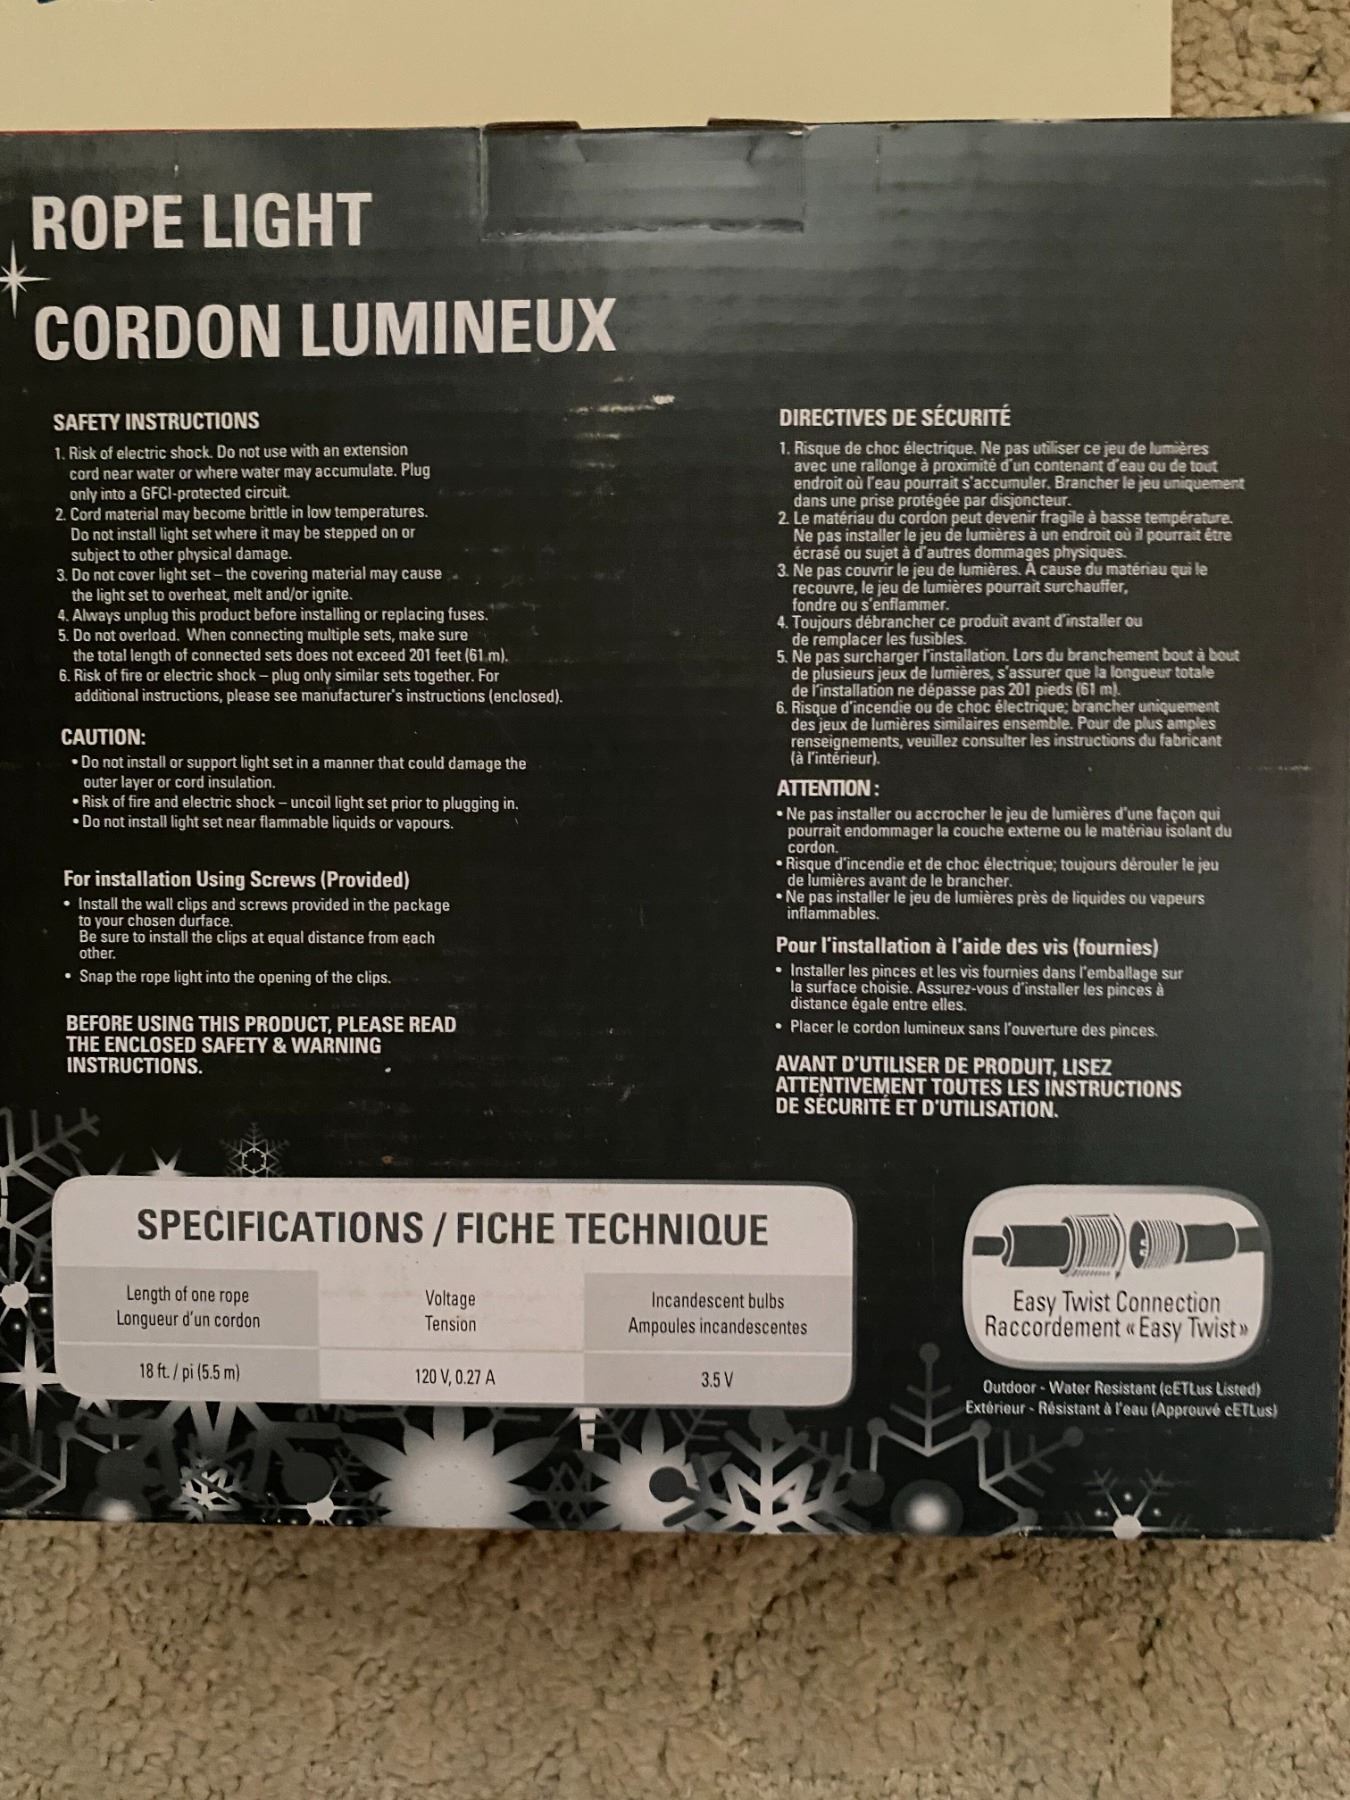 ROPE LIGHT
CORDON LUMINEUX
SAFETY INSTRUCTIONS
1. Risk of electric shock. Do not use with an extension
cord near water or where water may accumulate. Plug
only into a GFCI-protected circuit.
2. Cord material may become brittle in low temperatures.
Do not install light set where it may be stepped on or
subject to other physical damage.
3. Do not cover light set – the covering material may cause
the light set to overheat, melt and/or ignite.
4. Always unplug this product before installing or replacing fuses.
5. Do not overload. When connecting multiple sets, make sure
the total length of connected sets does not exceed 201 feet (61 m).
6. Risk of fire or electric shock – plug only similar sets together. For
additional instructions, please see manufacturer's instructions (enclosed).
CAUTION:
• Do not install or support light set in a manner that could damage the
outer layer or cord insulation.
• Risk of fire and electric shock – uncoil light set prior to plugging in.
• Do not install light set near flammable liquids or vapours.
For installation Using Screws (Provided)
• Install the wall clips and screws provided in the package
to your chosen durface.
Be sure to install the clips at equal distance from each
other.
• Snap the rope light into the opening of the clips.
BEFORE USING THIS PRODUCT, PLEASE READ
THE ENCLOSED SAFETY & WARNING
INSTRUCTIONS.
DIRECTIVES DE SÉCURITÉ
1. Risque de choc électrique. Ne pas utiliser ce jeu de lumières
avec une rallonge à proximité d'un contenant d'eau ou de tout
endroit où l'eau pourrait s'accumuler. Brancher le jeu uniquement
dans une prise protégée par disjoncteur.
2. Le matériau du cordon peut devenir fragile à basse température.
Ne pas installer le jeu de lumières à un endroit où il pourrait être
écrasé ou sujet à d'autres dommages physiques.
3. Ne pas couvrir le jeu de lumières. À cause du matériau qui le
recouvre, le jeu de lumières pourrait surchauffer,
fondre ou s'enflammer.
4. Toujours débrancher ce produit avant d'installer ou
de remplacer les fusibles.
5. Ne pas surcharger l'installation. Lors du branchement bout à bout
de plusieurs jeux de lumières, s'assurer que la longueur totale
de l'installation ne dépasse pas 201 pieds (61 m).
6. Risque d'incendie ou de choc électrique; brancher uniquement
des jeux de lumières similaires ensemble. Pour de plus amples
renseignements, veuillez consulter les instructions du fabricant
(à l'intérieur).
ATTENTION :
• Ne pas installer ou accrocher le jeu de lumières d'une façon qui
pourrait endommager la couche externe ou le matériau isolant du
cordon.
• Risque d'incendie et de choc électrique; toujours dérouler le jeu
de lumières avant de le brancher.
• Ne pas installer le jeu de lumières près de liquides ou vapeurs
inflammables.
Pour l'installation à l'aide des vis (fournies)
• Installer les pinces et les vis fournies dans l'emballage sur
la surface choisie. Assurez-vous d'installer les pinces à
distance égale entre elles.
• Placer le cordon lumineux sans l'ouverture des pinces.
AVANT D'UTILISER DE PRODUIT, LISEZ
ATTENTIVEMENT TOUTES LES INSTRUCTIONS
DE SÉCURITÉ ET D'UTILISATION.
SPECIFICATIONS / FICHE TECHNIQUE
Length of one rope
Longueur d'un cordon
18 ft. / pi (5.5 m)
Voltage
Tension
120 V, 0.27 A
Incandescent bulbs
Ampoules incandescentes
3.5 V
Easy Twist Connection
Raccordement « Easy Twist »
Outdoor - Water Resistant (cETLus Listed)
Extérieur - Résistant à l'eau (Approuvé cETLus)